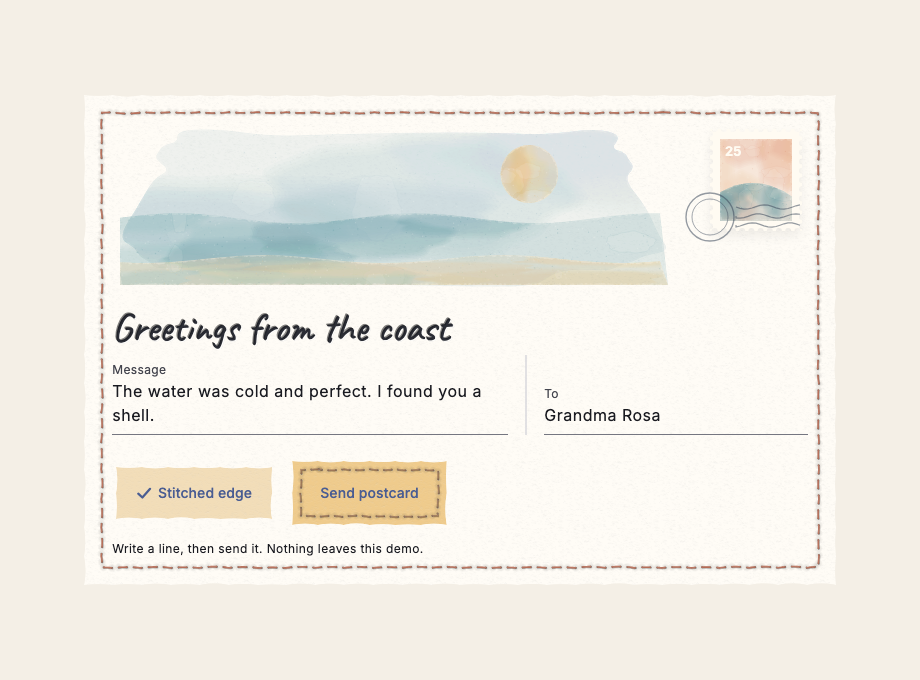 25
Greetings from the coast
Message
The water was cold and perfect. I found you a
shell.
To
Grandma Rosa
Stitched edge
Send postcard
Write a line, then send it. Nothing leaves this demo.